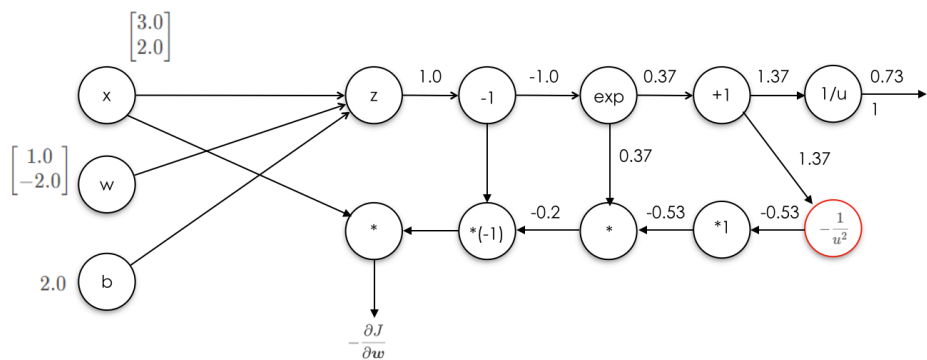 [3.0
2.0]
1.0
-1.0
0.37
1.37
0.73
x
z
-1
exp
+1
1/u
1
[1.0
-2.0]
w
0.37
1.37
*
*(-1)
-0.2
*
-0.53
*1
-0.53
-1/u²
2.0
b
-∂J/∂w